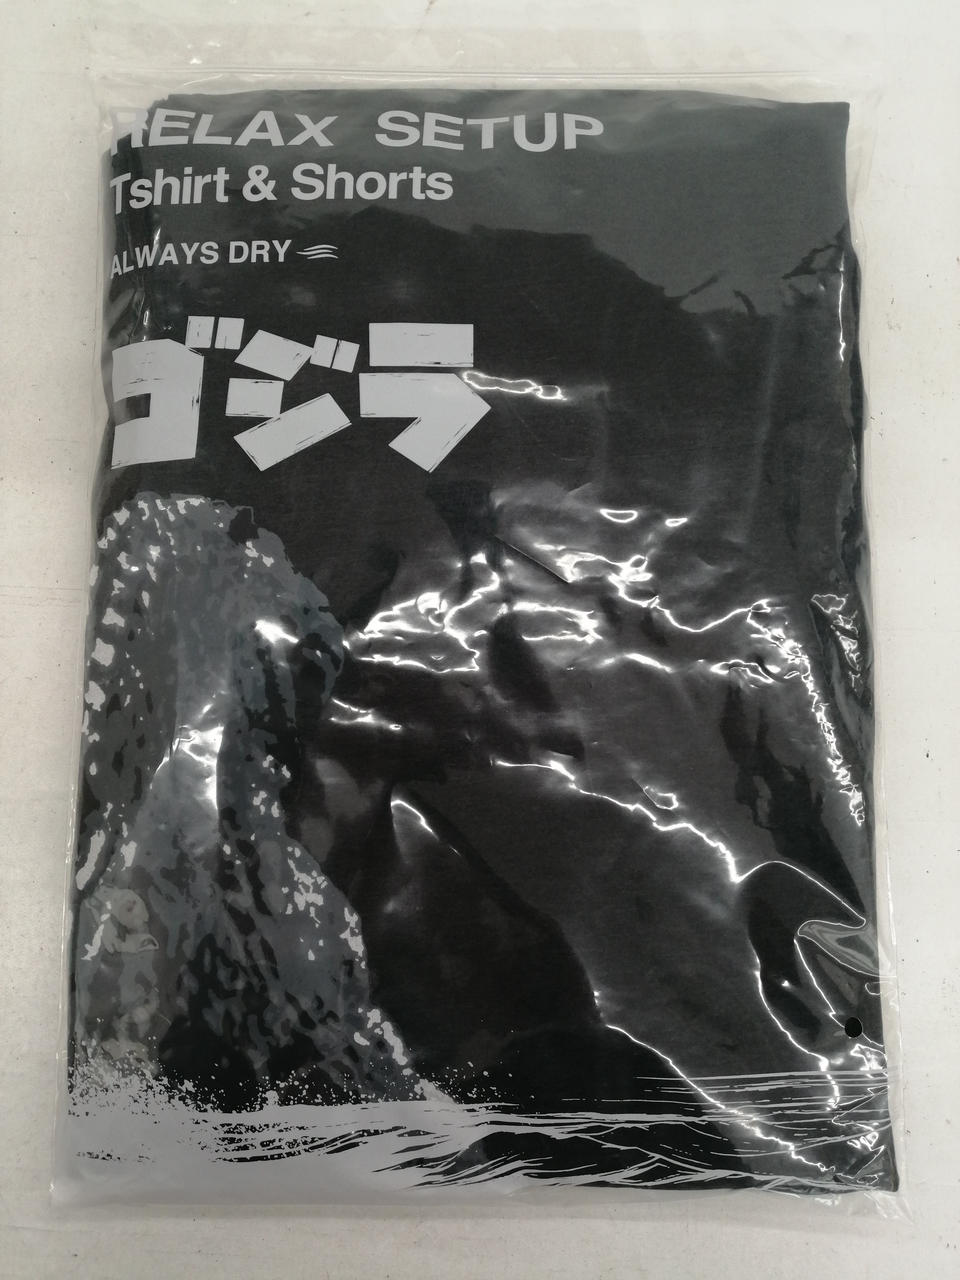 RELAX SETUP
Tshirt & Shorts
ALWAYS DRY
ゴジラ